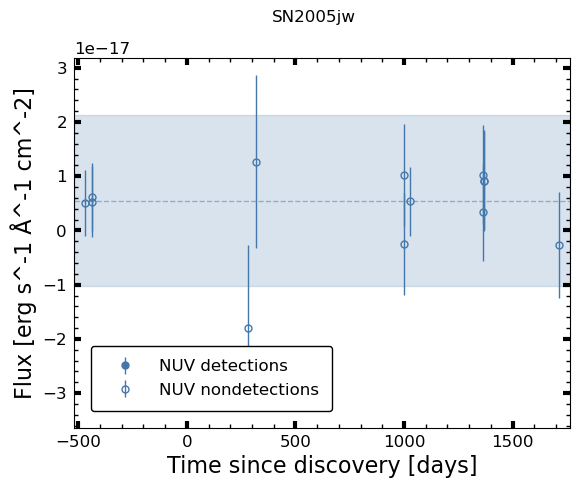 SN2005jw
1e−17
3
2
1
0
−1
−2
−3
Flux [erg s^-1 Å^-1 cm^-2]
NUV detections
NUV nondetections
−500 0 500 1000 1500
Time since discovery [days]